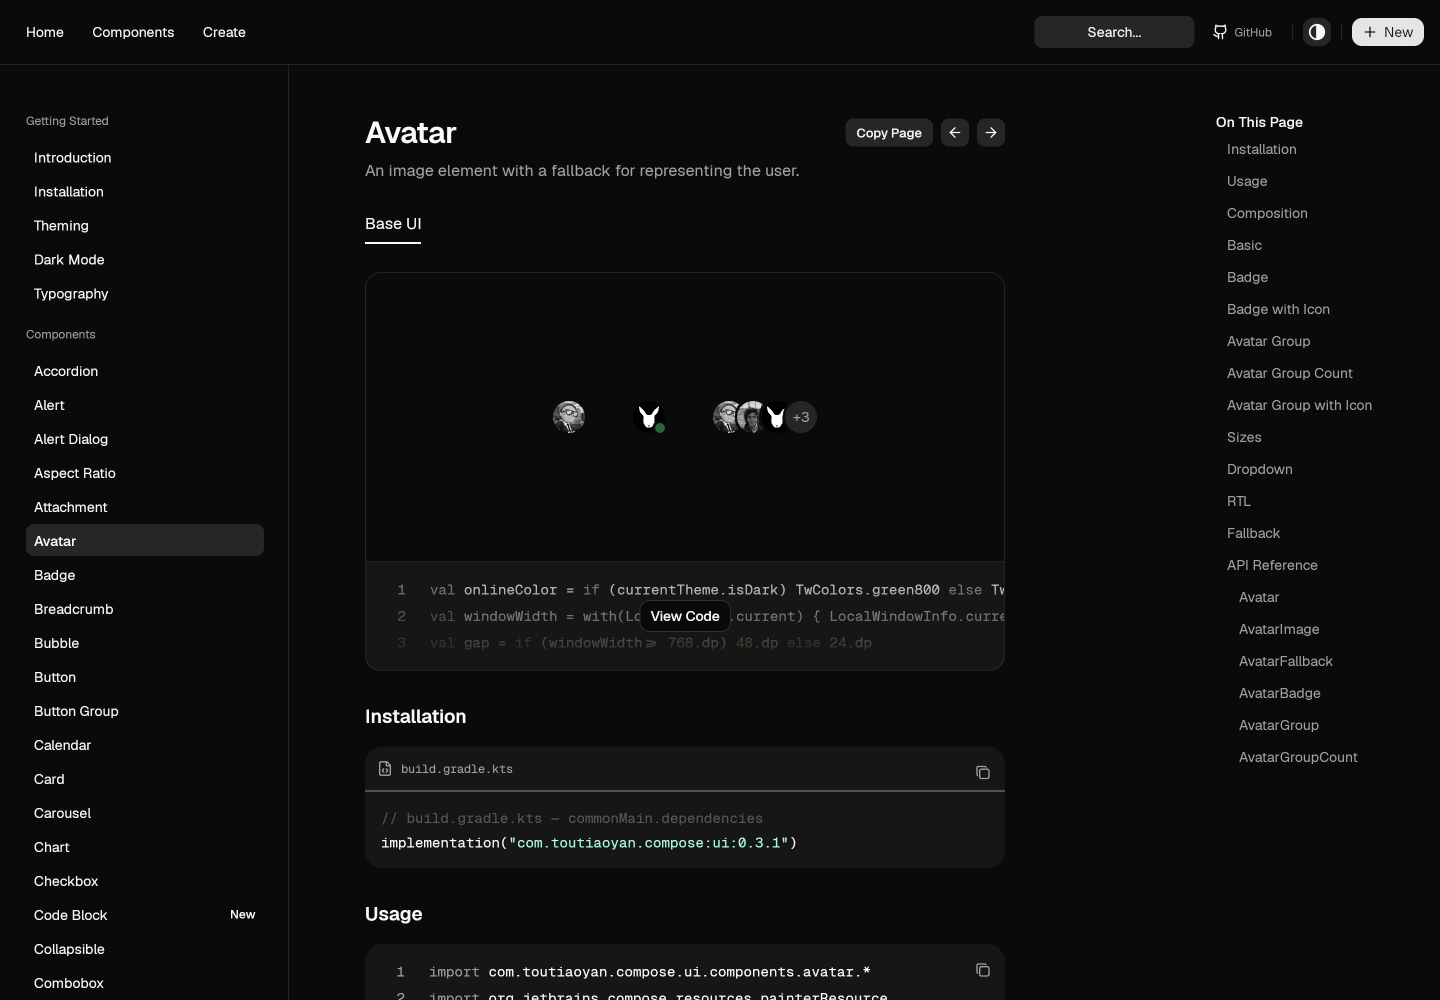 Home
Components
Create
Search...
GitHub
New
Getting Started
Introduction
Installation
Theming
Dark Mode
Typography
Components
Accordion
Alert
Alert Dialog
Aspect Ratio
Attachment
Avatar
Badge
Breadcrumb
Bubble
Button
Button Group
Calendar
Card
Carousel
Chart
Checkbox
Code Block New
Collapsible
Combobox
Avatar
Copy Page
An image element with a fallback for representing the user.
Base UI
+3
1 val onlineColor = if (currentTheme.isDark) TwColors.green800 else Tw
2 val windowWidth = with(Lo .current) { LocalWindowInfo.curre
View Code
3 val gap = if (windowWidth >= 768.dp) 48.dp else 24.dp
Installation
build.gradle.kts
// build.gradle.kts — commonMain.dependencies
implementation("com.toutiaoyan.compose:ui:0.3.1")
Usage
1 import com.toutiaoyan.compose.ui.components.avatar.*
2 import org.jetbrains.compose.resources.painterResource
On This Page
Installation
Usage
Composition
Basic
Badge
Badge with Icon
Avatar Group
Avatar Group Count
Avatar Group with Icon
Sizes
Dropdown
RTL
Fallback
API Reference
Avatar
AvatarImage
AvatarFallback
AvatarBadge
AvatarGroup
AvatarGroupCount